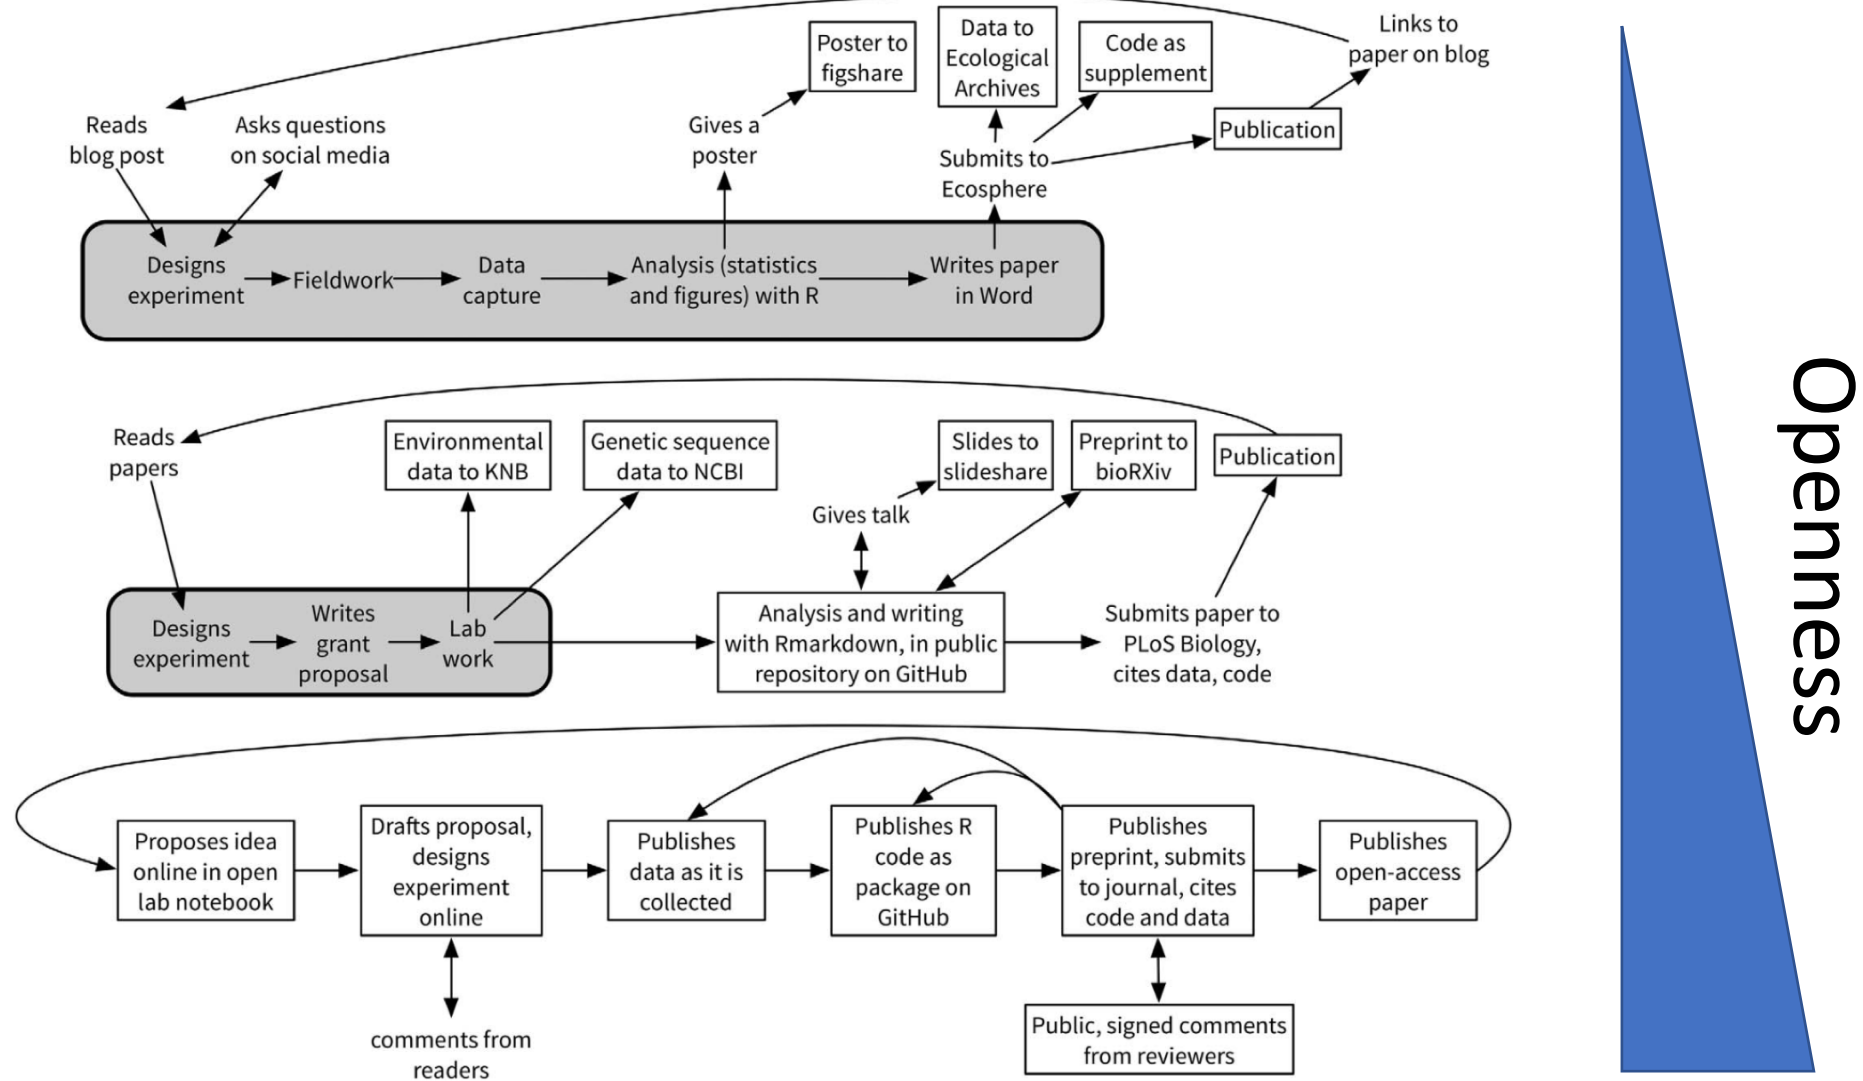 Poster to
figshare
Data to
Ecological
Archives
Code as
supplement
Links to
paper on blog
Reads
blog post
Asks questions
on social media
Gives a
poster
Submits to
Ecosphere
Publication
Designs
experiment
Fieldwork
Data
capture
Analysis (statistics
and figures) with R
Writes paper
in Word
Reads
papers
Environmental
data to KNB
Genetic sequence
data to NCBI
Slides to
slideshare
Preprint to
bioRXiv
Publication
Gives talk
Designs
experiment
Writes
grant
proposal
Lab
work
Analysis and writing
with Rmarkdown, in public
repository on GitHub
Submits paper to
PLoS Biology,
cites data, code
Proposes idea
online in open
lab notebook
Drafts proposal,
designs
experiment
online
Publishes
data as it is
collected
Publishes R
code as
package on
GitHub
Publishes
preprint, submits
to journal, cites
code and data
Publishes
open-access
paper
comments from
readers
Public, signed comments
from reviewers
Openness